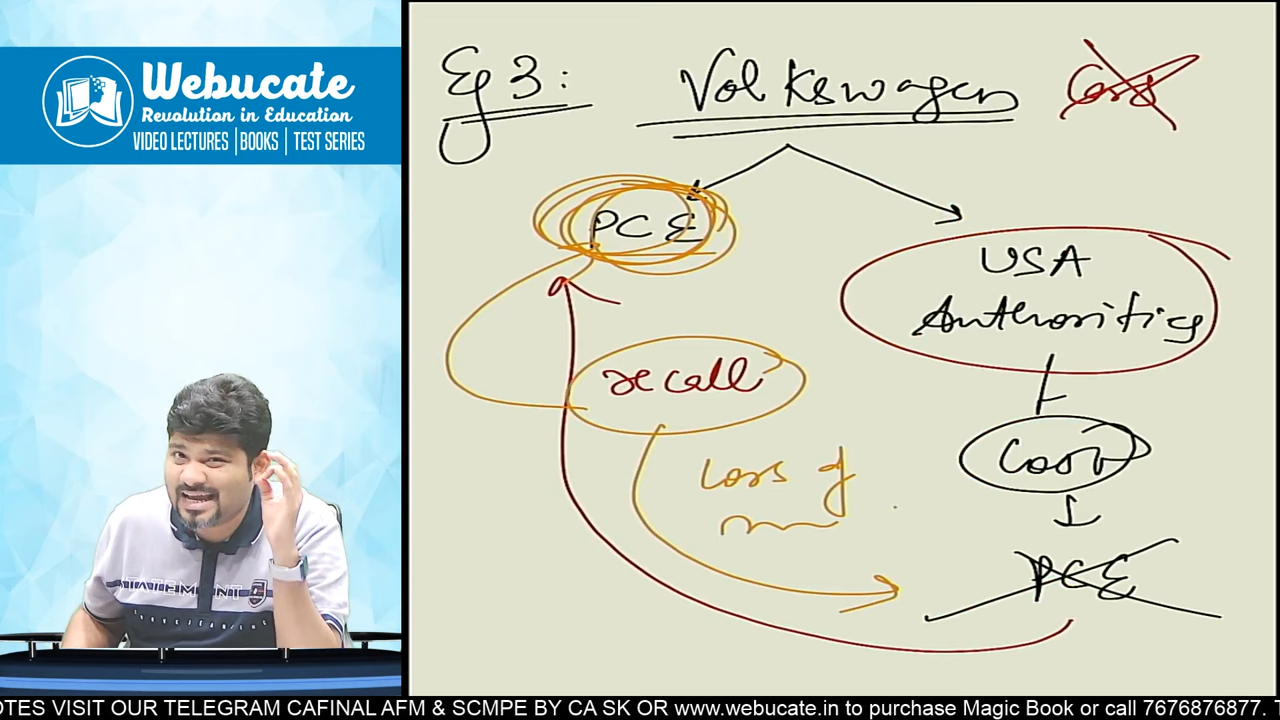 Webucate
Revolution in Education
VIDEO LECTURES | BOOKS | TEST SERIES
Eg 3: Volkswagen
PCE
USA
Authorities
recall
Loss of
PCE
STATEMENT
OTES VISIT OUR TELEGRAM CAFINAL AFM & SCMPE BY CA SK OR www.webucate.in to purchase Magic Book or call 7676876877.